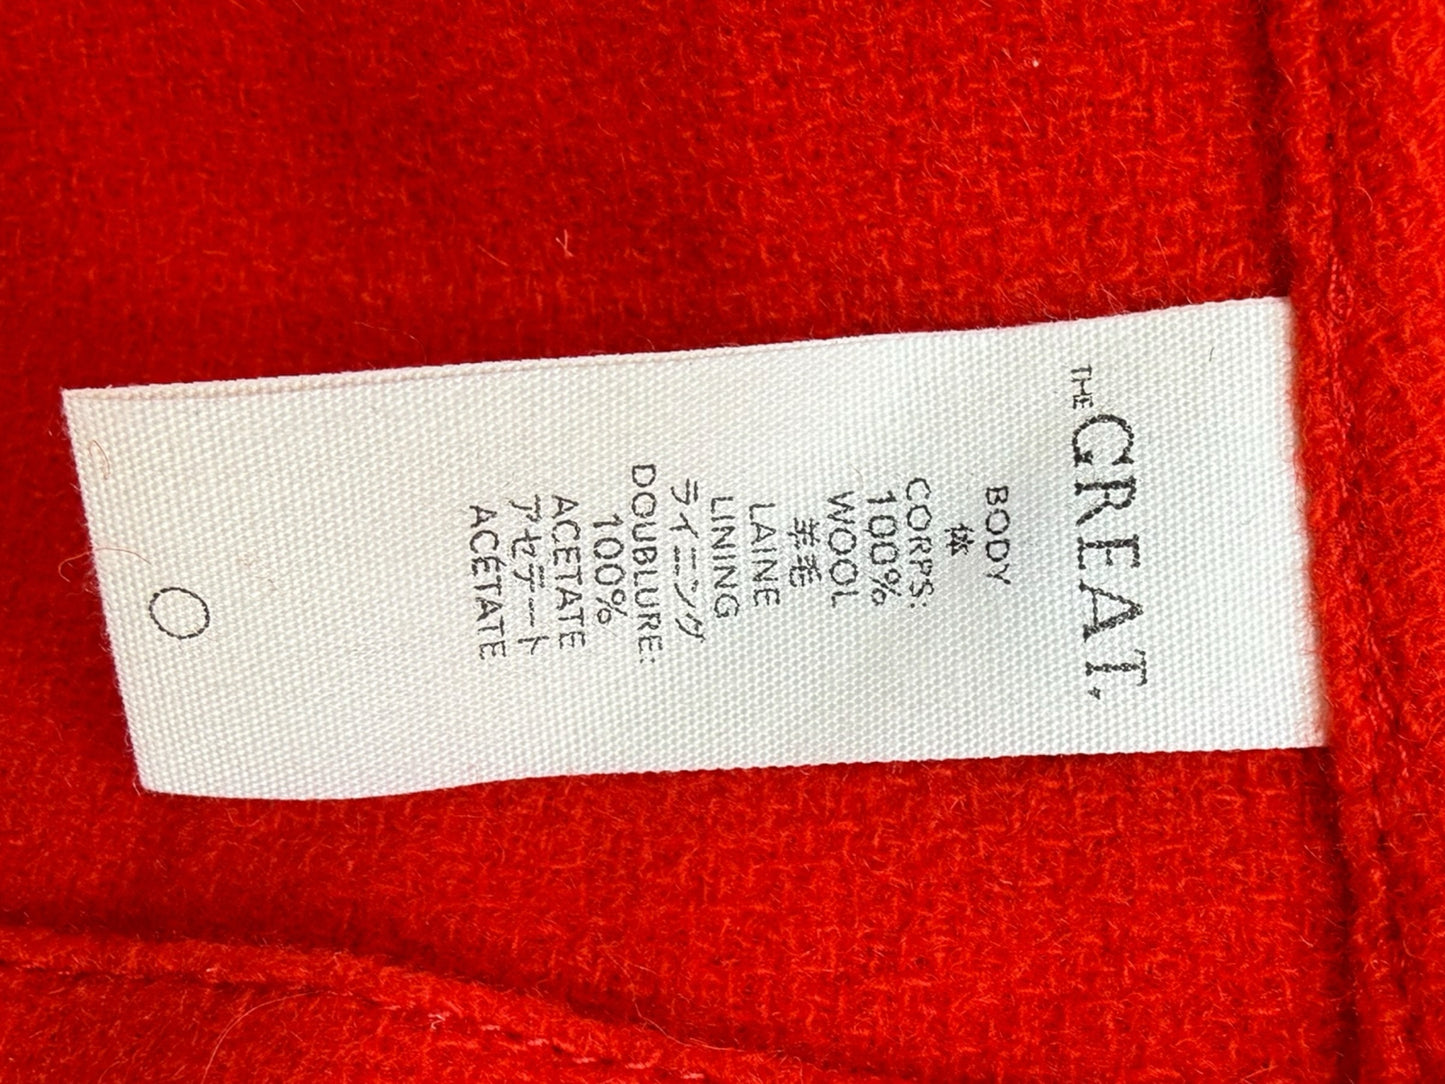 THE GREAT.
BODY
体
CORPS:
100%
WOOL
羊毛
LAINE
LINING
ライニング
DOUBLURE:
100%
ACETATE
アセテート
ACÉTATE